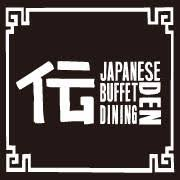 伝
JAPANESE
BUFFET
DINING
DEN